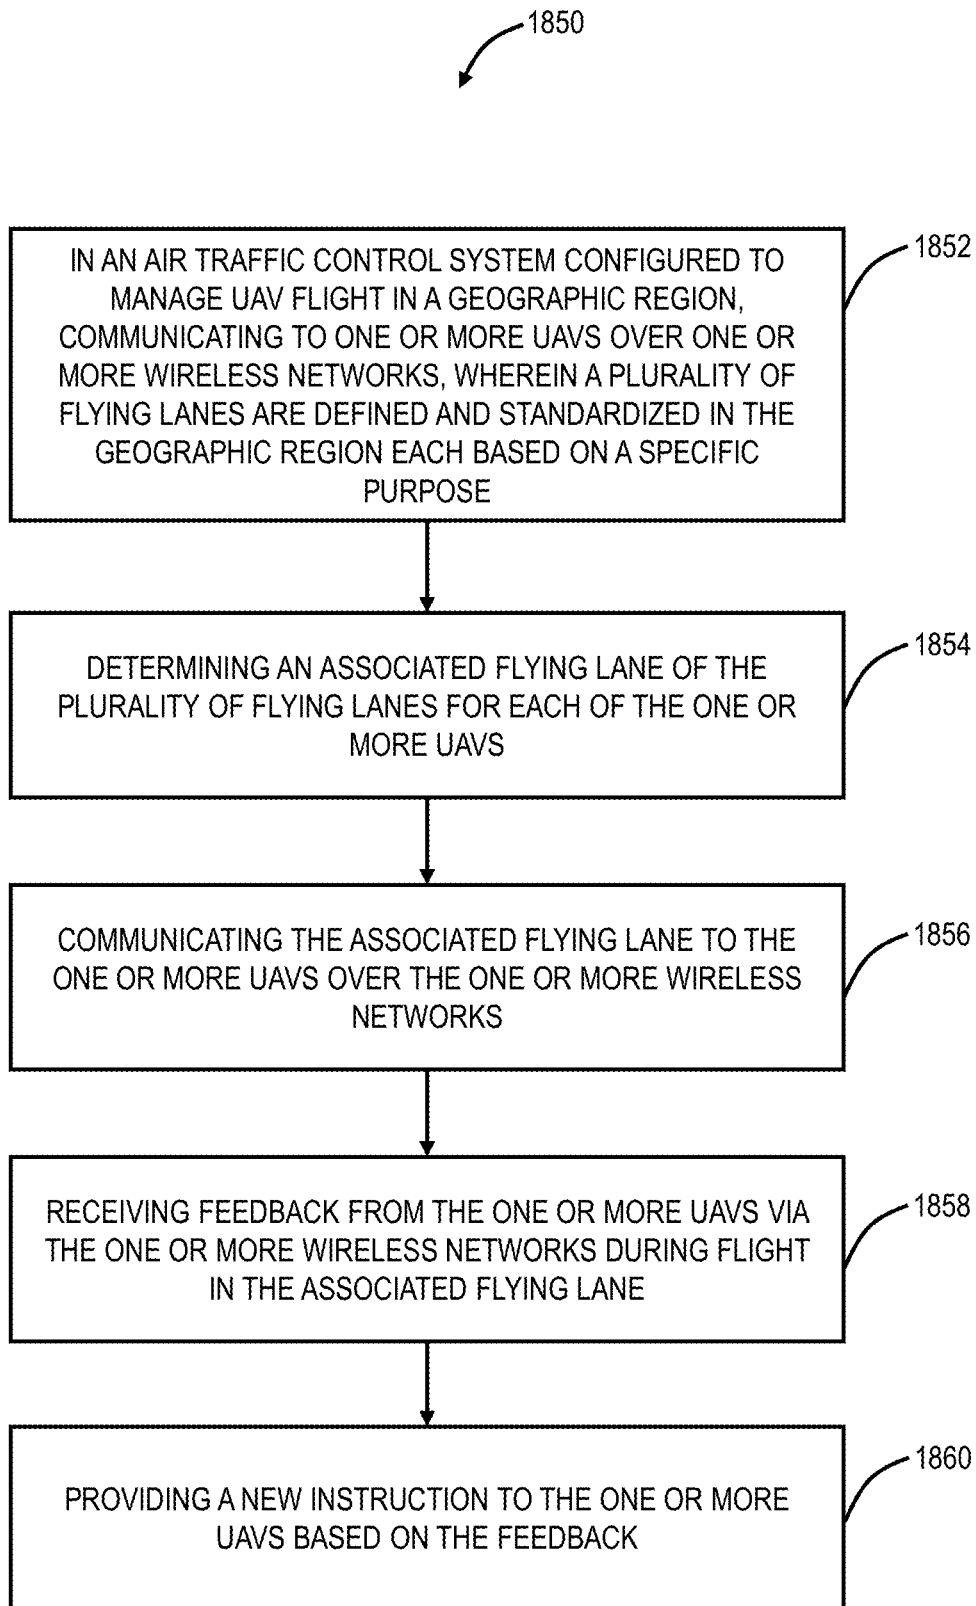 1850
IN AN AIR TRAFFIC CONTROL SYSTEM CONFIGURED TO
MANAGE UAV FLIGHT IN A GEOGRAPHIC REGION,
COMMUNICATING TO ONE OR MORE UAVS OVER ONE OR
MORE WIRELESS NETWORKS, WHEREIN A PLURALITY OF
FLYING LANES ARE DEFINED AND STANDARDIZED IN THE
GEOGRAPHIC REGION EACH BASED ON A SPECIFIC
PURPOSE
1852
DETERMINING AN ASSOCIATED FLYING LANE OF THE
PLURALITY OF FLYING LANES FOR EACH OF THE ONE OR
MORE UAVS
1854
COMMUNICATING THE ASSOCIATED FLYING LANE TO THE
ONE OR MORE UAVS OVER THE ONE OR MORE WIRELESS
NETWORKS
1856
RECEIVING FEEDBACK FROM THE ONE OR MORE UAVS VIA
THE ONE OR MORE WIRELESS NETWORKS DURING FLIGHT
IN THE ASSOCIATED FLYING LANE
1858
PROVIDING A NEW INSTRUCTION TO THE ONE OR MORE
UAVS BASED ON THE FEEDBACK
1860